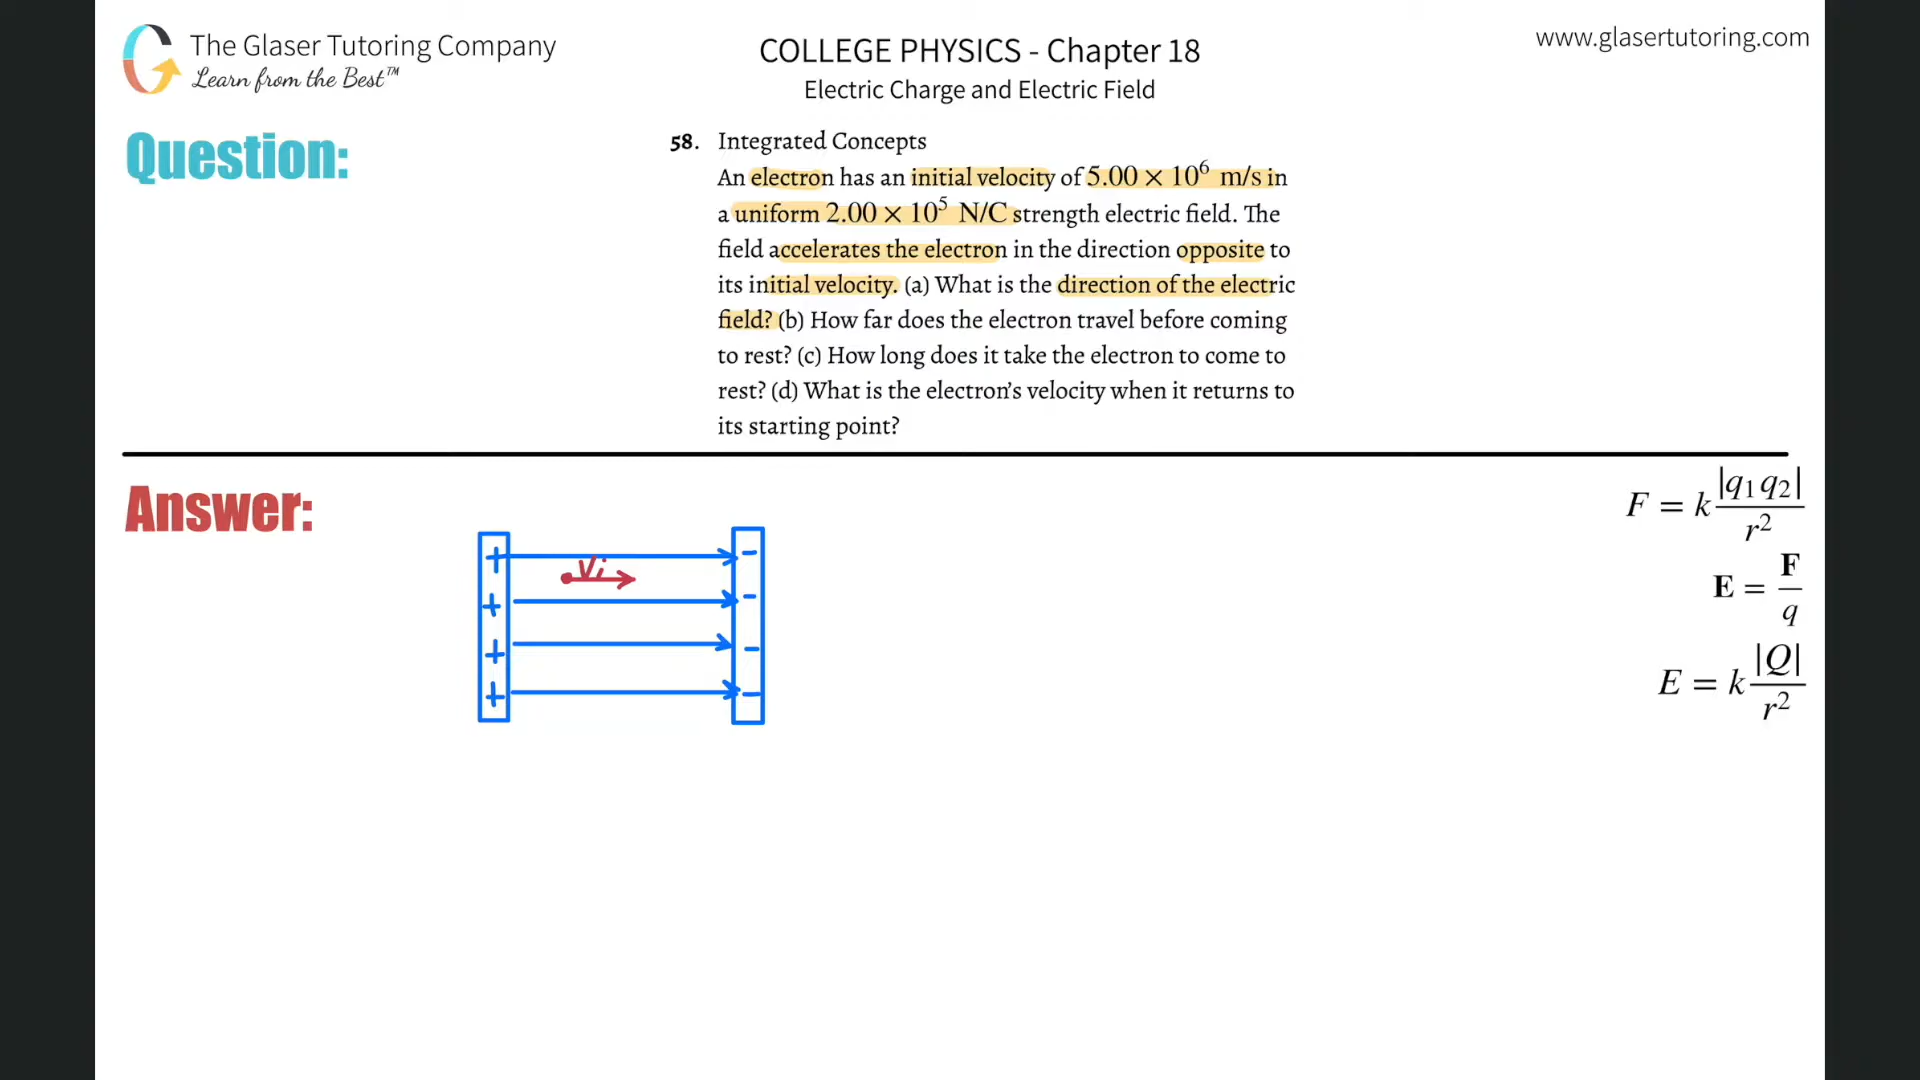 The Glaser Tutoring Company
Learn from the Best™
COLLEGE PHYSICS - Chapter 18
Electric Charge and Electric Field
www.glasertutoring.com
Question:
58. Integrated Concepts
An electron has an initial velocity of 5.00 × 10⁶ m/s in
a uniform 2.00 × 10⁵ N/C strength electric field. The
field accelerates the electron in the direction opposite to
its initial velocity. (a) What is the direction of the electric
field? (b) How far does the electron travel before coming
to rest? (c) How long does it take the electron to come to
rest? (d) What is the electron’s velocity when it returns to
its starting point?
Answer:
+ Vi -
+ -
+ -
+ -
F = k |q₁q₂| / r²
E = F / q
E = k |Q| / r²